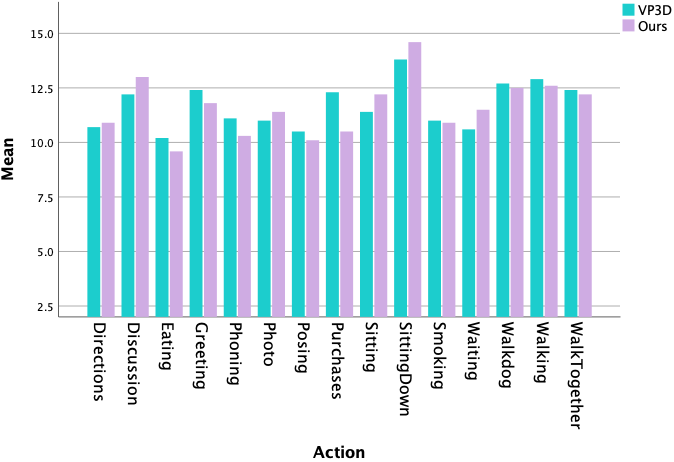 VP3D
Ours
15.0
12.5
10.0
7.5
5.0
2.5
Mean
Directions
Discussion
Eating
Greeting
Phoning
Photo
Posing
Purchases
Sitting
SittingDown
Smoking
Waiting
Walkdog
Walking
WalkTogether
Action